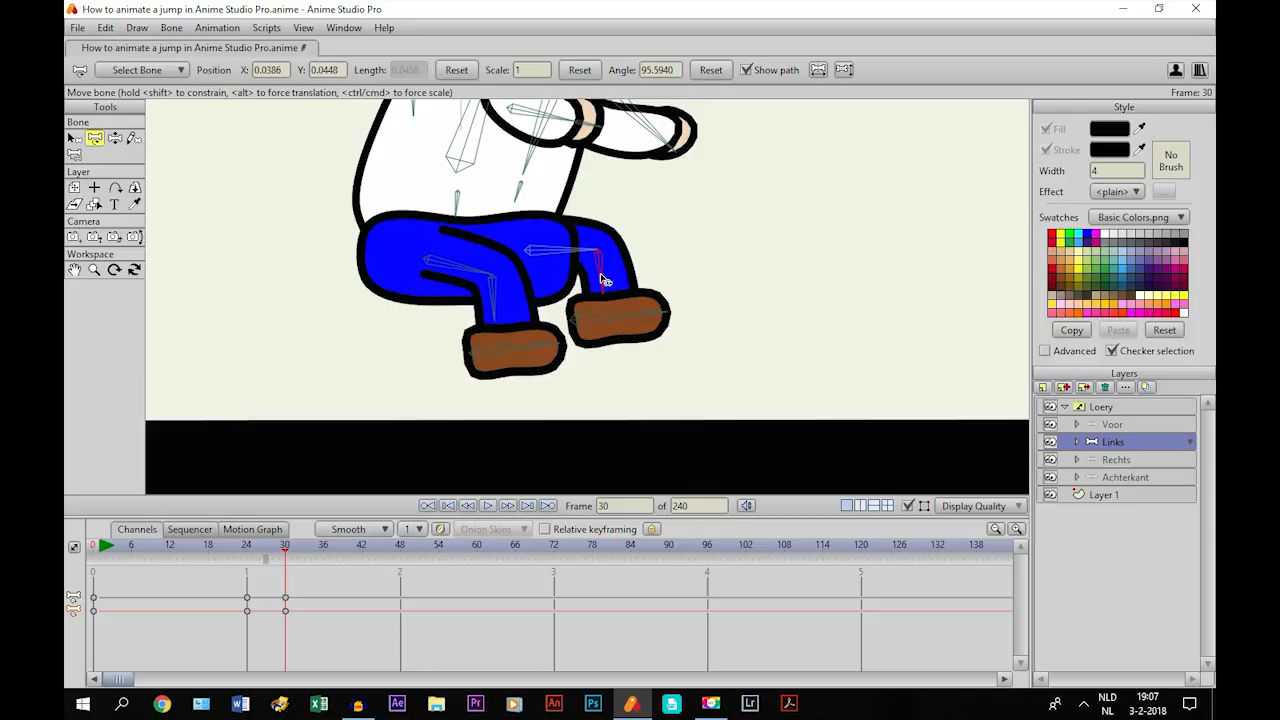 How to animate a jump in Anime Studio Pro.anime - Anime Studio Pro
File Edit Draw Bone Animation Scripts View Window Help
How to animate a jump in Anime Studio Pro.anime
Select Bone Position X: 0.0386 Y: 0.0448 Length: 0.0458 Reset Scale: 1 Reset Angle: 95.5940 Reset Show path
Move bone (hold <shift> to constrain, <alt> to force translation, <ctrl/cmd> to force scale) Frame: 30
Tools
Bone
Layer
T
Camera
Workspace
Style
Fill
Stroke
No Brush
Width 4
Effect <plain> ...
Swatches Basic Colors.png
Copy Paste Reset
Advanced Checker selection
Layers
Loery
Voor
Links
Rechts
Achterkant
Layer 1
Frame 30 of 240 Display Quality
Channels Sequencer Motion Graph Smooth 1 Onion Skins Relative keyframing
0 6 12 18 24 30 36 42 48 54 60 66 72 78 84 90 96 102 108 114 120 126 132 138
0 1 2 3 4 5
Ae Pr An Ps Lr
NLD 19:07
NL 3-2-2018